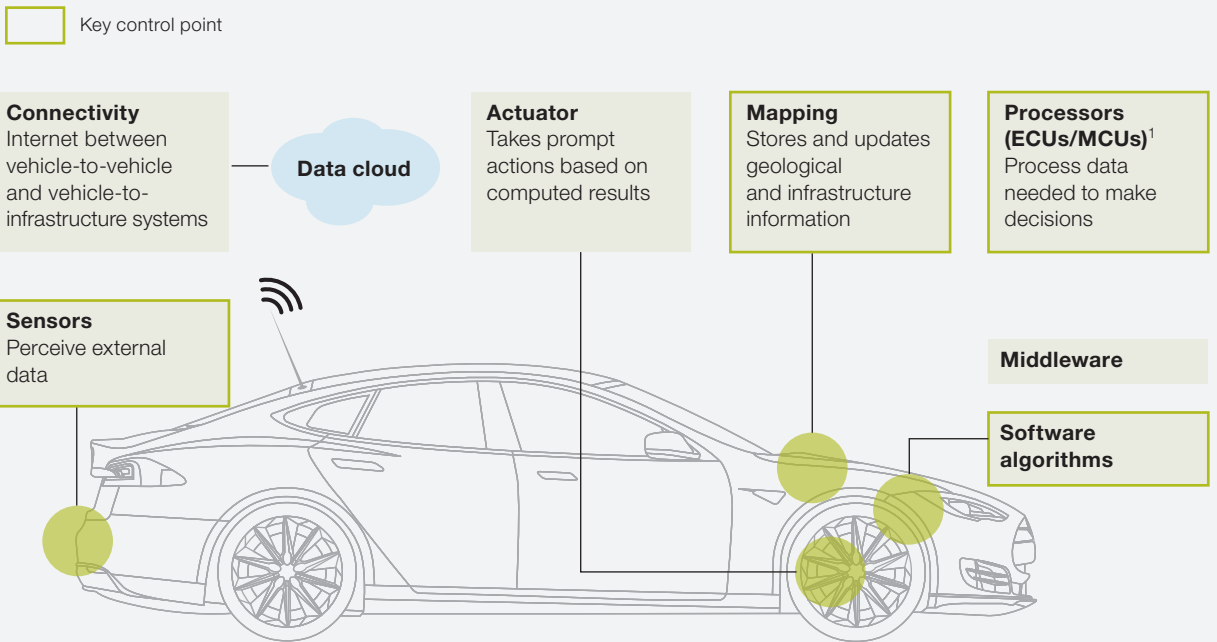 Key control point
Connectivity
Internet between
vehicle-to-vehicle
and vehicle-to-
infrastructure systems
Data cloud
Actuator
Takes prompt
actions based on
computed results
Mapping
Stores and updates
geological
and infrastructure
information
Processors
(ECUs/MCUs)¹
Process data
needed to make
decisions
Sensors
Perceive external
data
Middleware
Software
algorithms